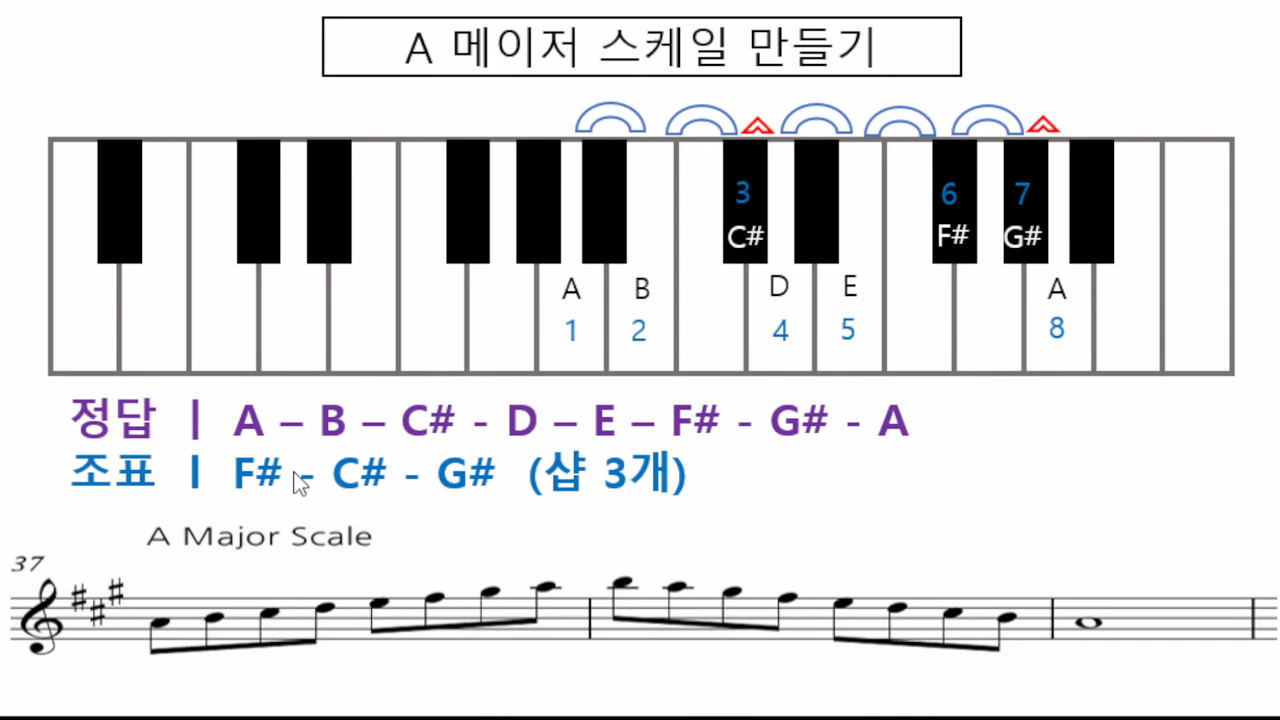 A 메이저 스케일 만들기
3 6 7
C# F# G#
A B D E A
1 2 4 5 8
정답 | A – B – C# - D – E – F# - G# - A
조표 | F# - C# - G# (샵 3개)
A Major Scale
37